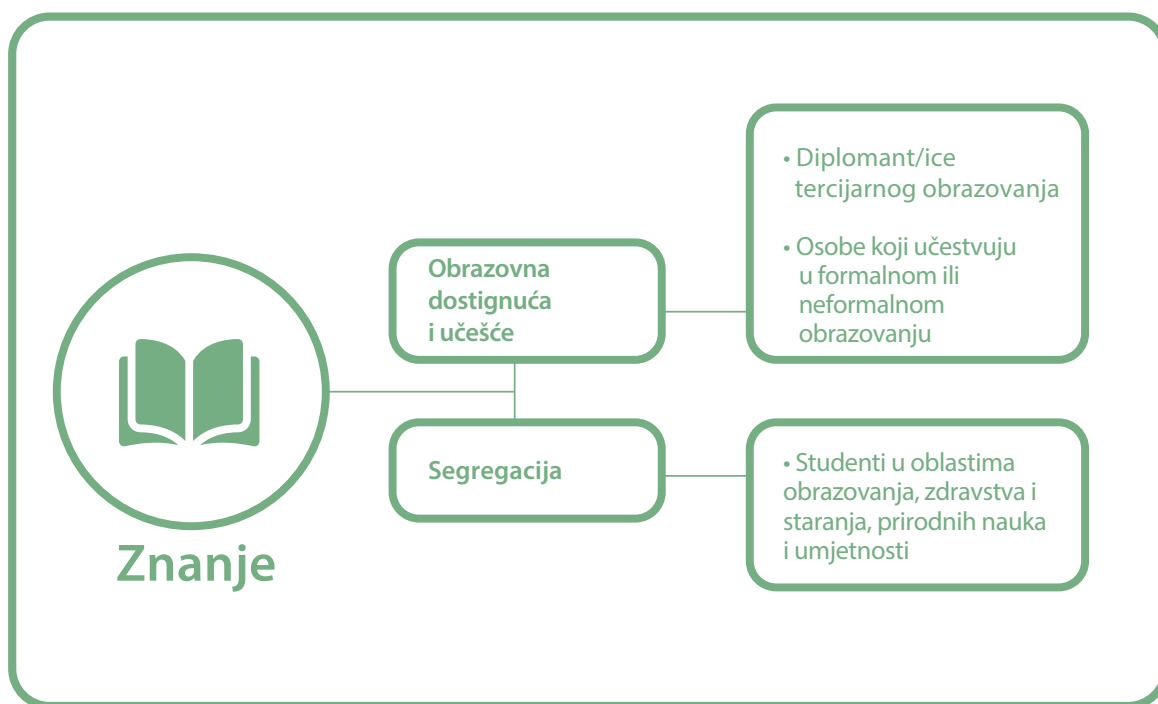 Znanje
Obrazovna
dostignuća
i učešće
• Diplomant/ice
tercijarnog obrazovanja
• Osobe koji učestvuju
u formalnom ili
neformalnom
obrazovanju
Segregacija
• Studenti u oblastima
obrazovanja, zdravstva i
staranja, prirodnih nauka
i umjetnosti